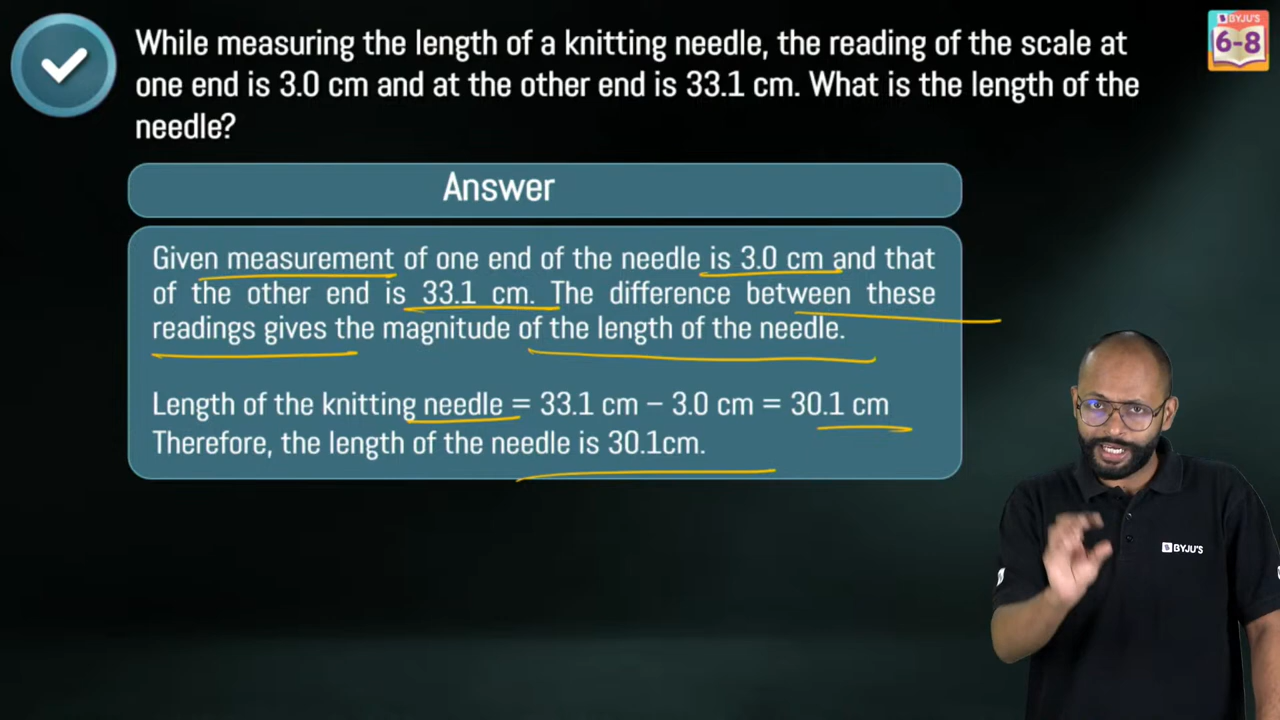 While measuring the length of a knitting needle, the reading of the scale at
one end is 3.0 cm and at the other end is 33.1 cm. What is the length of the
needle?
BYJU'S
6-8
Answer
Given measurement of one end of the needle is 3.0 cm and that
of the other end is 33.1 cm. The difference between these
readings gives the magnitude of the length of the needle.
Length of the knitting needle = 33.1 cm – 3.0 cm = 30.1 cm
Therefore, the length of the needle is 30.1cm.
BYJU'S